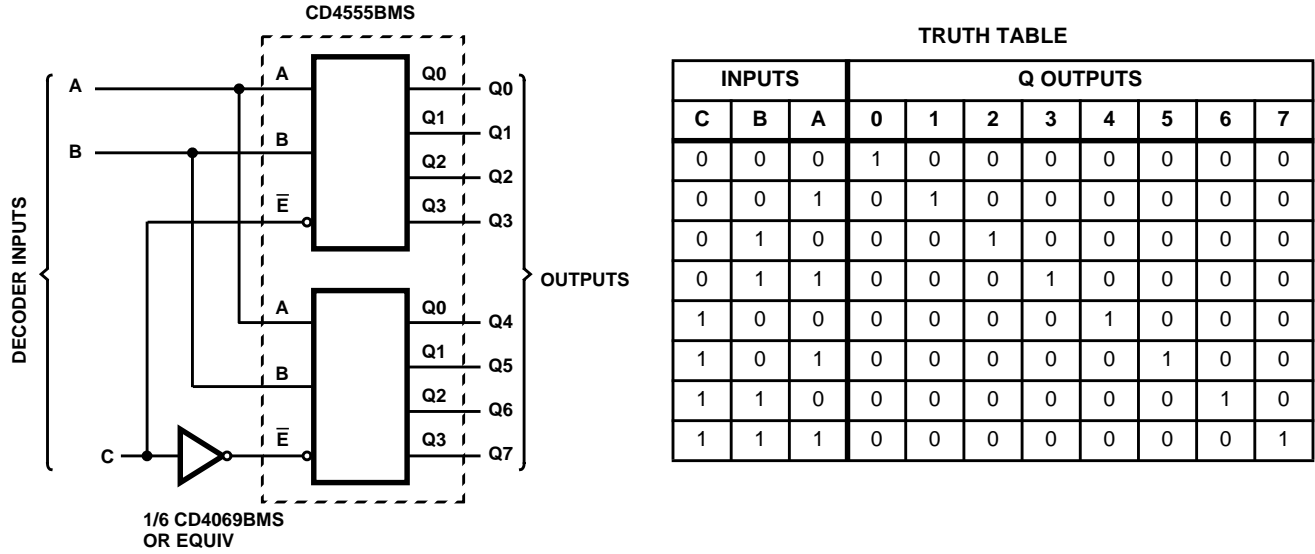 CD4555BMS
DECODER INPUTS
A
B
C
A
B
E̅
Q0
Q1
Q2
Q3
Q0
Q1
Q2
Q3
A
B
E̅
Q0
Q1
Q2
Q3
Q4
Q5
Q6
Q7
OUTPUTS
1/6 CD4069BMS
OR EQUIV
TRUTH TABLE
INPUTS Q OUTPUTS
C B A 0 1 2 3 4 5 6 7
0 0 0 1 0 0 0 0 0 0 0
0 0 1 0 1 0 0 0 0 0 0
0 1 0 0 0 1 0 0 0 0 0
0 1 1 0 0 0 1 0 0 0 0
1 0 0 0 0 0 0 1 0 0 0
1 0 1 0 0 0 0 0 1 0 0
1 1 0 0 0 0 0 0 0 1 0
1 1 1 0 0 0 0 0 0 0 1